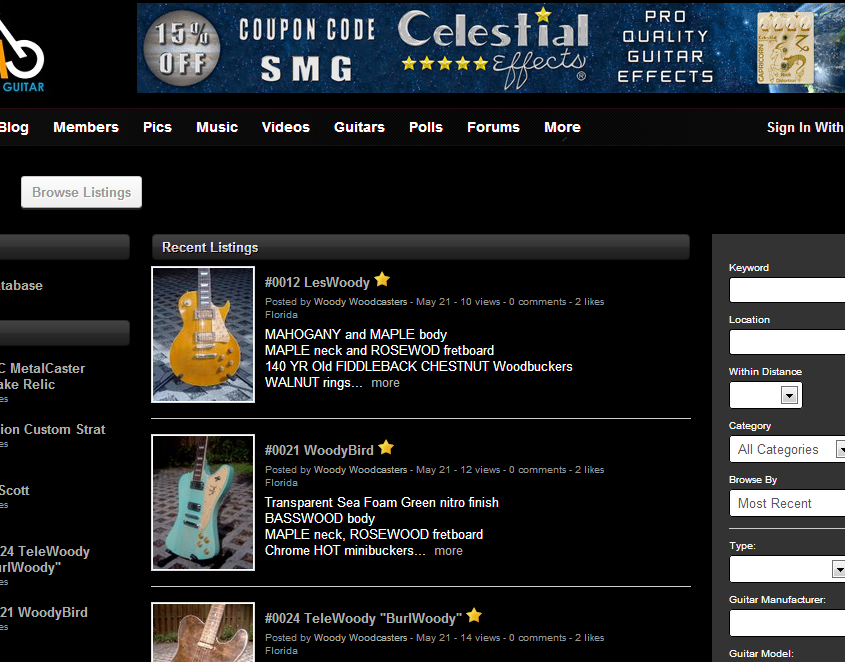 GUITAR
15% OFF
COUPON CODE
SMG
Celestial
Effects®
PRO
QUALITY
GUITAR
EFFECTS
CAPRICORN
Celestial
Blog Members Pics Music Videos Guitars Polls Forums More Sign In With
Browse Listings
tabase
C MetalCaster
ake Relic
es
ion Custom Strat
es
Scott
es
24 TeleWoody
urlWoody"
es
21 WoodyBird
es
Recent Listings
#0012 LesWoody
Posted by Woody Woodcasters - May 21 - 10 views - 0 comments - 2 likes
Florida
MAHOGANY and MAPLE body
MAPLE neck and ROSEWOD fretboard
140 YR Old FIDDLEBACK CHESTNUT Woodbuckers
WALNUT rings... more
#0021 WoodyBird
Posted by Woody Woodcasters - May 21 - 12 views - 0 comments - 2 likes
Florida
Transparent Sea Foam Green nitro finish
BASSWOOD body
MAPLE neck, ROSEWOOD fretboard
Chrome HOT minibuckers... more
#0024 TeleWoody "BurlWoody"
Posted by Woody Woodcasters - May 21 - 14 views - 0 comments - 2 likes
Florida
Keyword
Location
Within Distance
Category
All Categories
Browse By
Most Recent
Type:
Guitar Manufacturer:
Guitar Model: